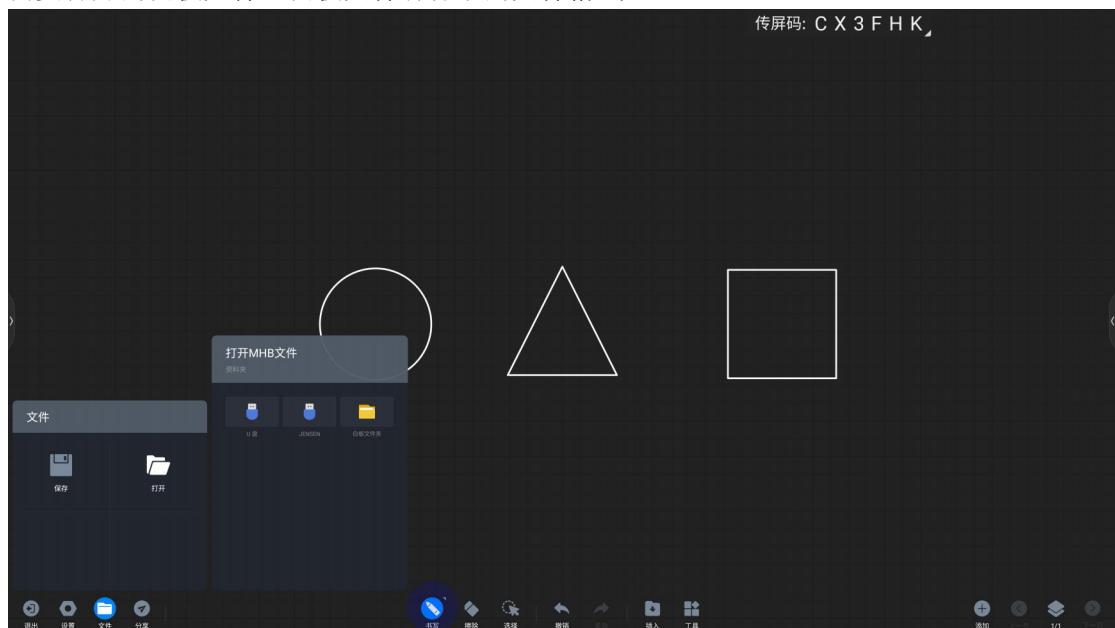 传屏码: C X 3 F H K
打开MHB文件
资料夹
文件
U 盘
JENSEN
白板文件夹
保存
打开
退出
设置
文件
分享
书写
擦除
选择
撤销
插入
工具
添加
1/1